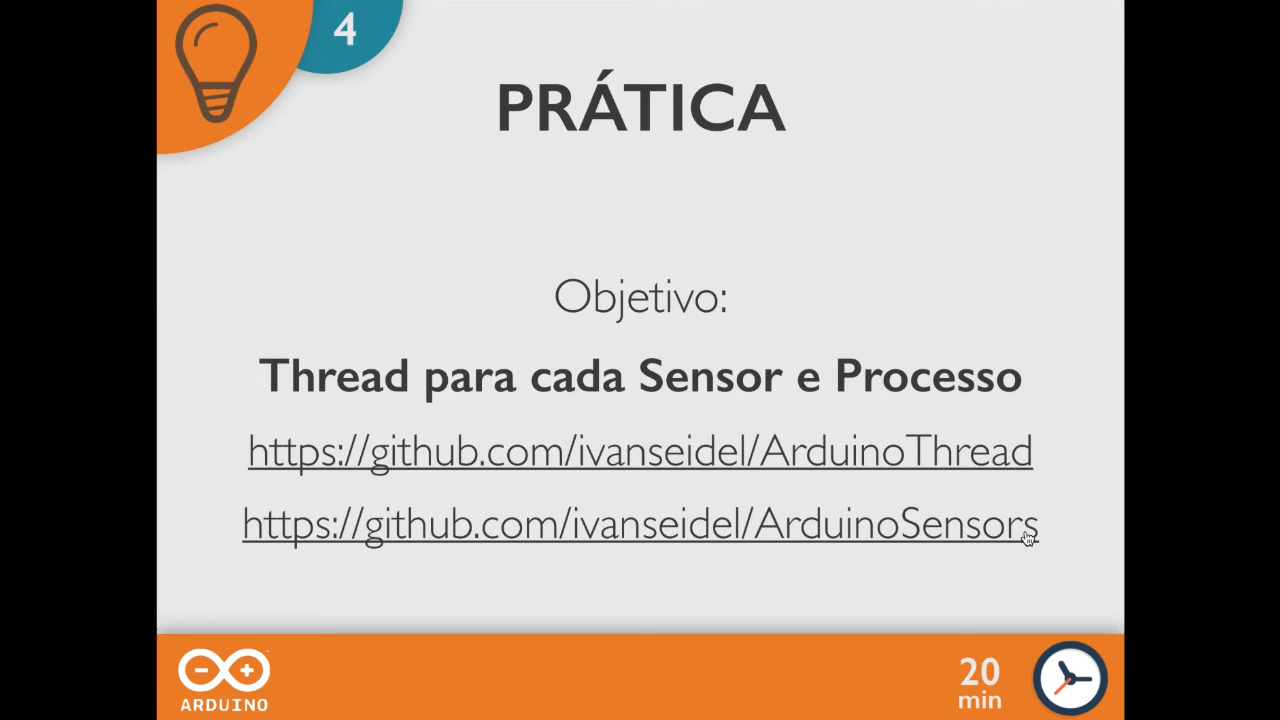 4
PRÁTICA
Objetivo:
Thread para cada Sensor e Processo
https://github.com/ivanseidel/ArduinoThread
https://github.com/ivanseidel/ArduinoSensors
ARDUINO
20
min